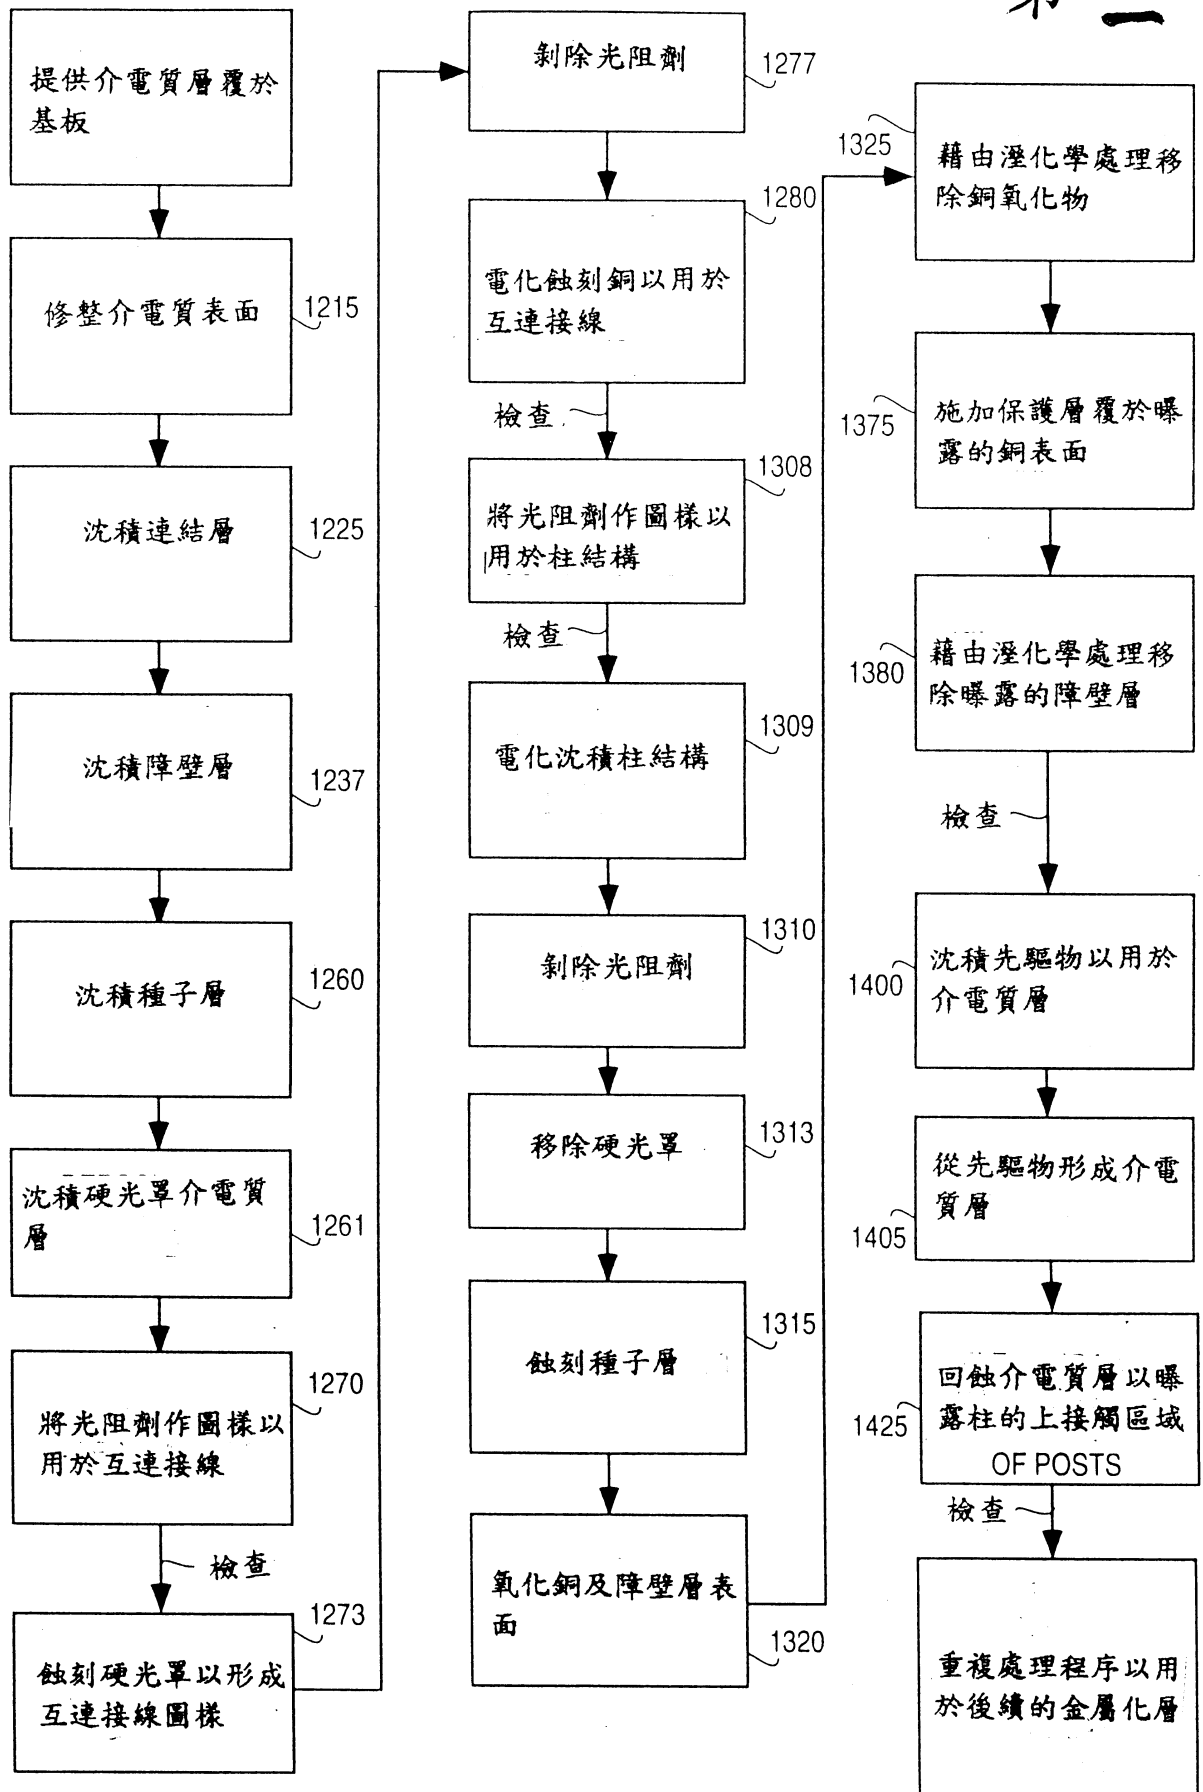 第 二
提供介電質層覆於
基板
修整介電質表面
1215
沈積連結層
1225
沈積障壁層
1237
沈積種子層
1260
沈積硬光罩介電質
層
1261
1270
將光阻劑作圖樣以
用於互連接線
檢查
1273
蝕刻硬光罩以形成
互連接線圖樣
剝除光阻劑
1277
1280
電化蝕刻銅以用於
互連接線
檢查
1308
將光阻劑作圖樣以
用於柱結構
檢查
1309
電化沈積柱結構
1310
剝除光阻劑
1313
移除硬光罩
1315
蝕刻種子層
氧化銅及障壁層表
面
1320
1325
藉由溼化學處理移
除銅氧化物
1375
施加保護層覆於曝
露的銅表面
1380
藉由溼化學處理移
除曝露的障壁層
檢查
1400
沈積先驅物以用於
介電質層
1405
從先驅物形成介電
質層
1425
回蝕介電質層以曝
露柱的上接觸區域
OF POSTS
檢查
重複處理程序以用
於後續的金屬化層